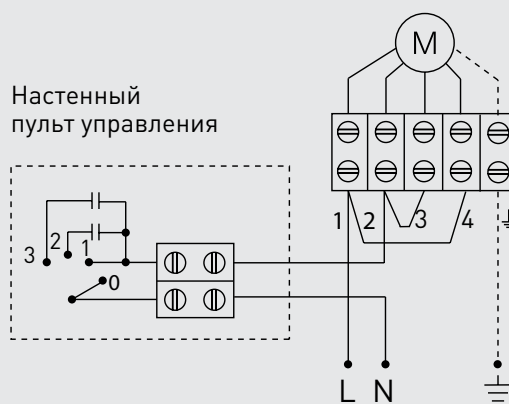 M
Настенный
пульт управления
1 2 3 4
3 2 1 0
L N